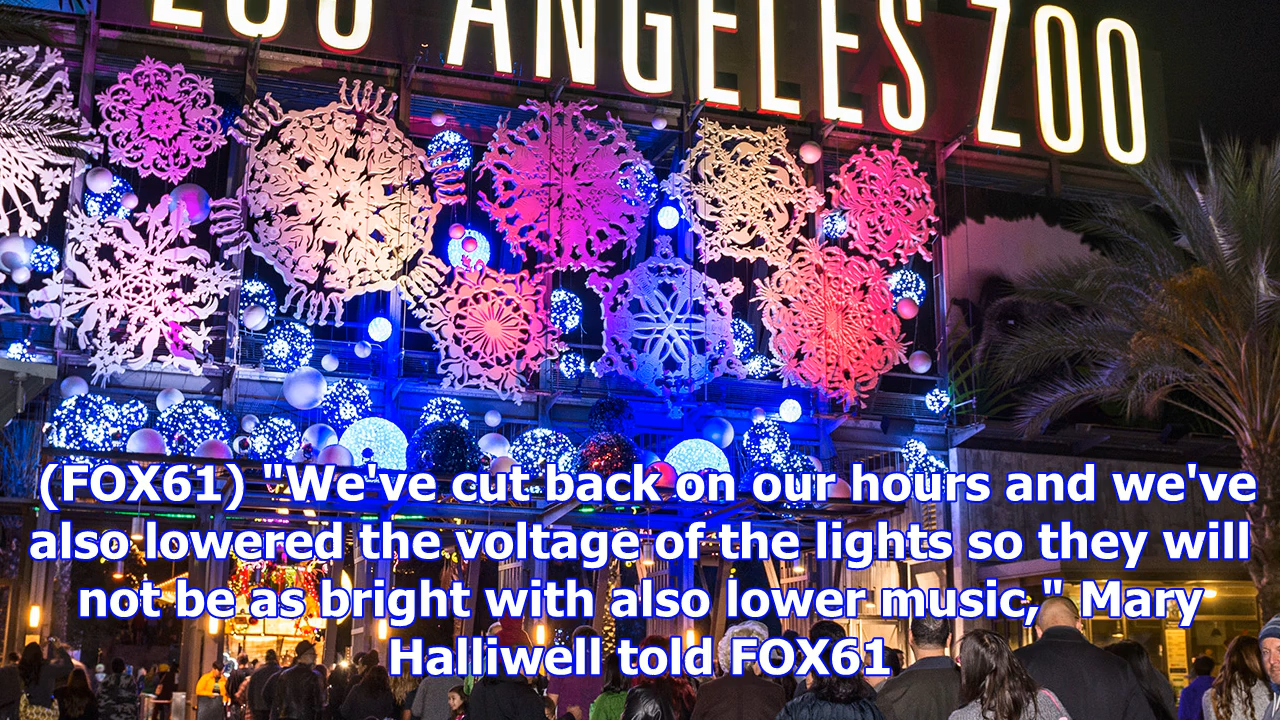 LOS ANGELES ZOO
(FOX61) "We've cut back on our hours and we've
also lowered the voltage of the lights so they will
not be as bright with also lower music," Mary
Halliwell told FOX61